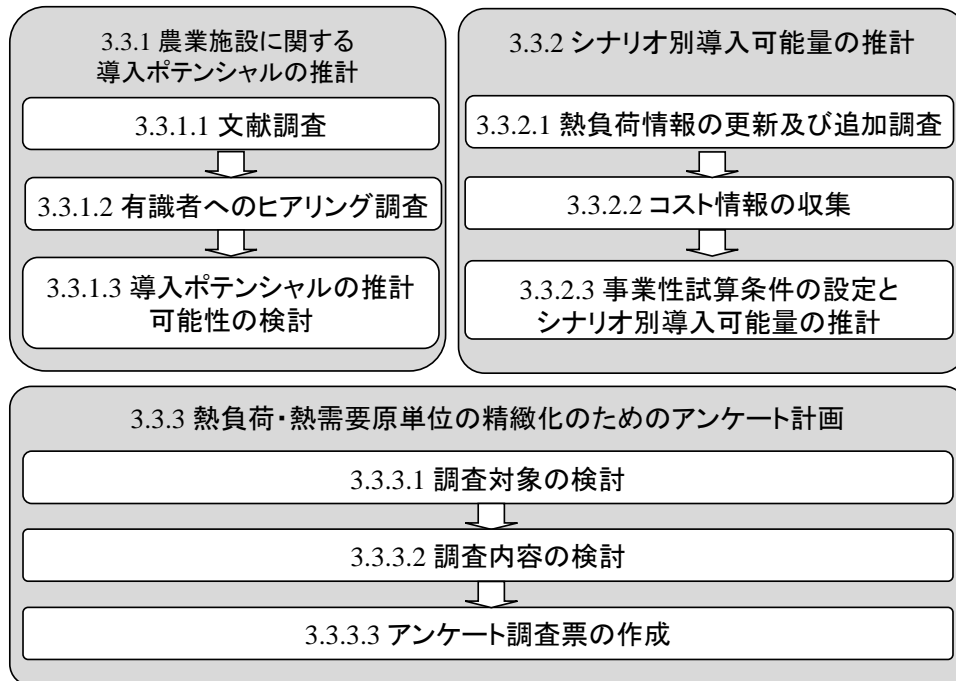 3.3.1 農業施設に関する
導入ポテンシャルの推計
3.3.1.1 文献調査
3.3.1.2 有識者へのヒアリング調査
3.3.1.3 導入ポテンシャルの推計
可能性の検討
3.3.2 シナリオ別導入可能量の推計
3.3.2.1 熱負荷情報の更新及び追加調査
3.3.2.2 コスト情報の収集
3.3.2.3 事業性試算条件の設定と
シナリオ別導入可能量の推計
3.3.3 熱負荷・熱需要原単位の精緻化のためのアンケート計画
3.3.3.1 調査対象の検討
3.3.3.2 調査内容の検討
3.3.3.3 アンケート調査票の作成